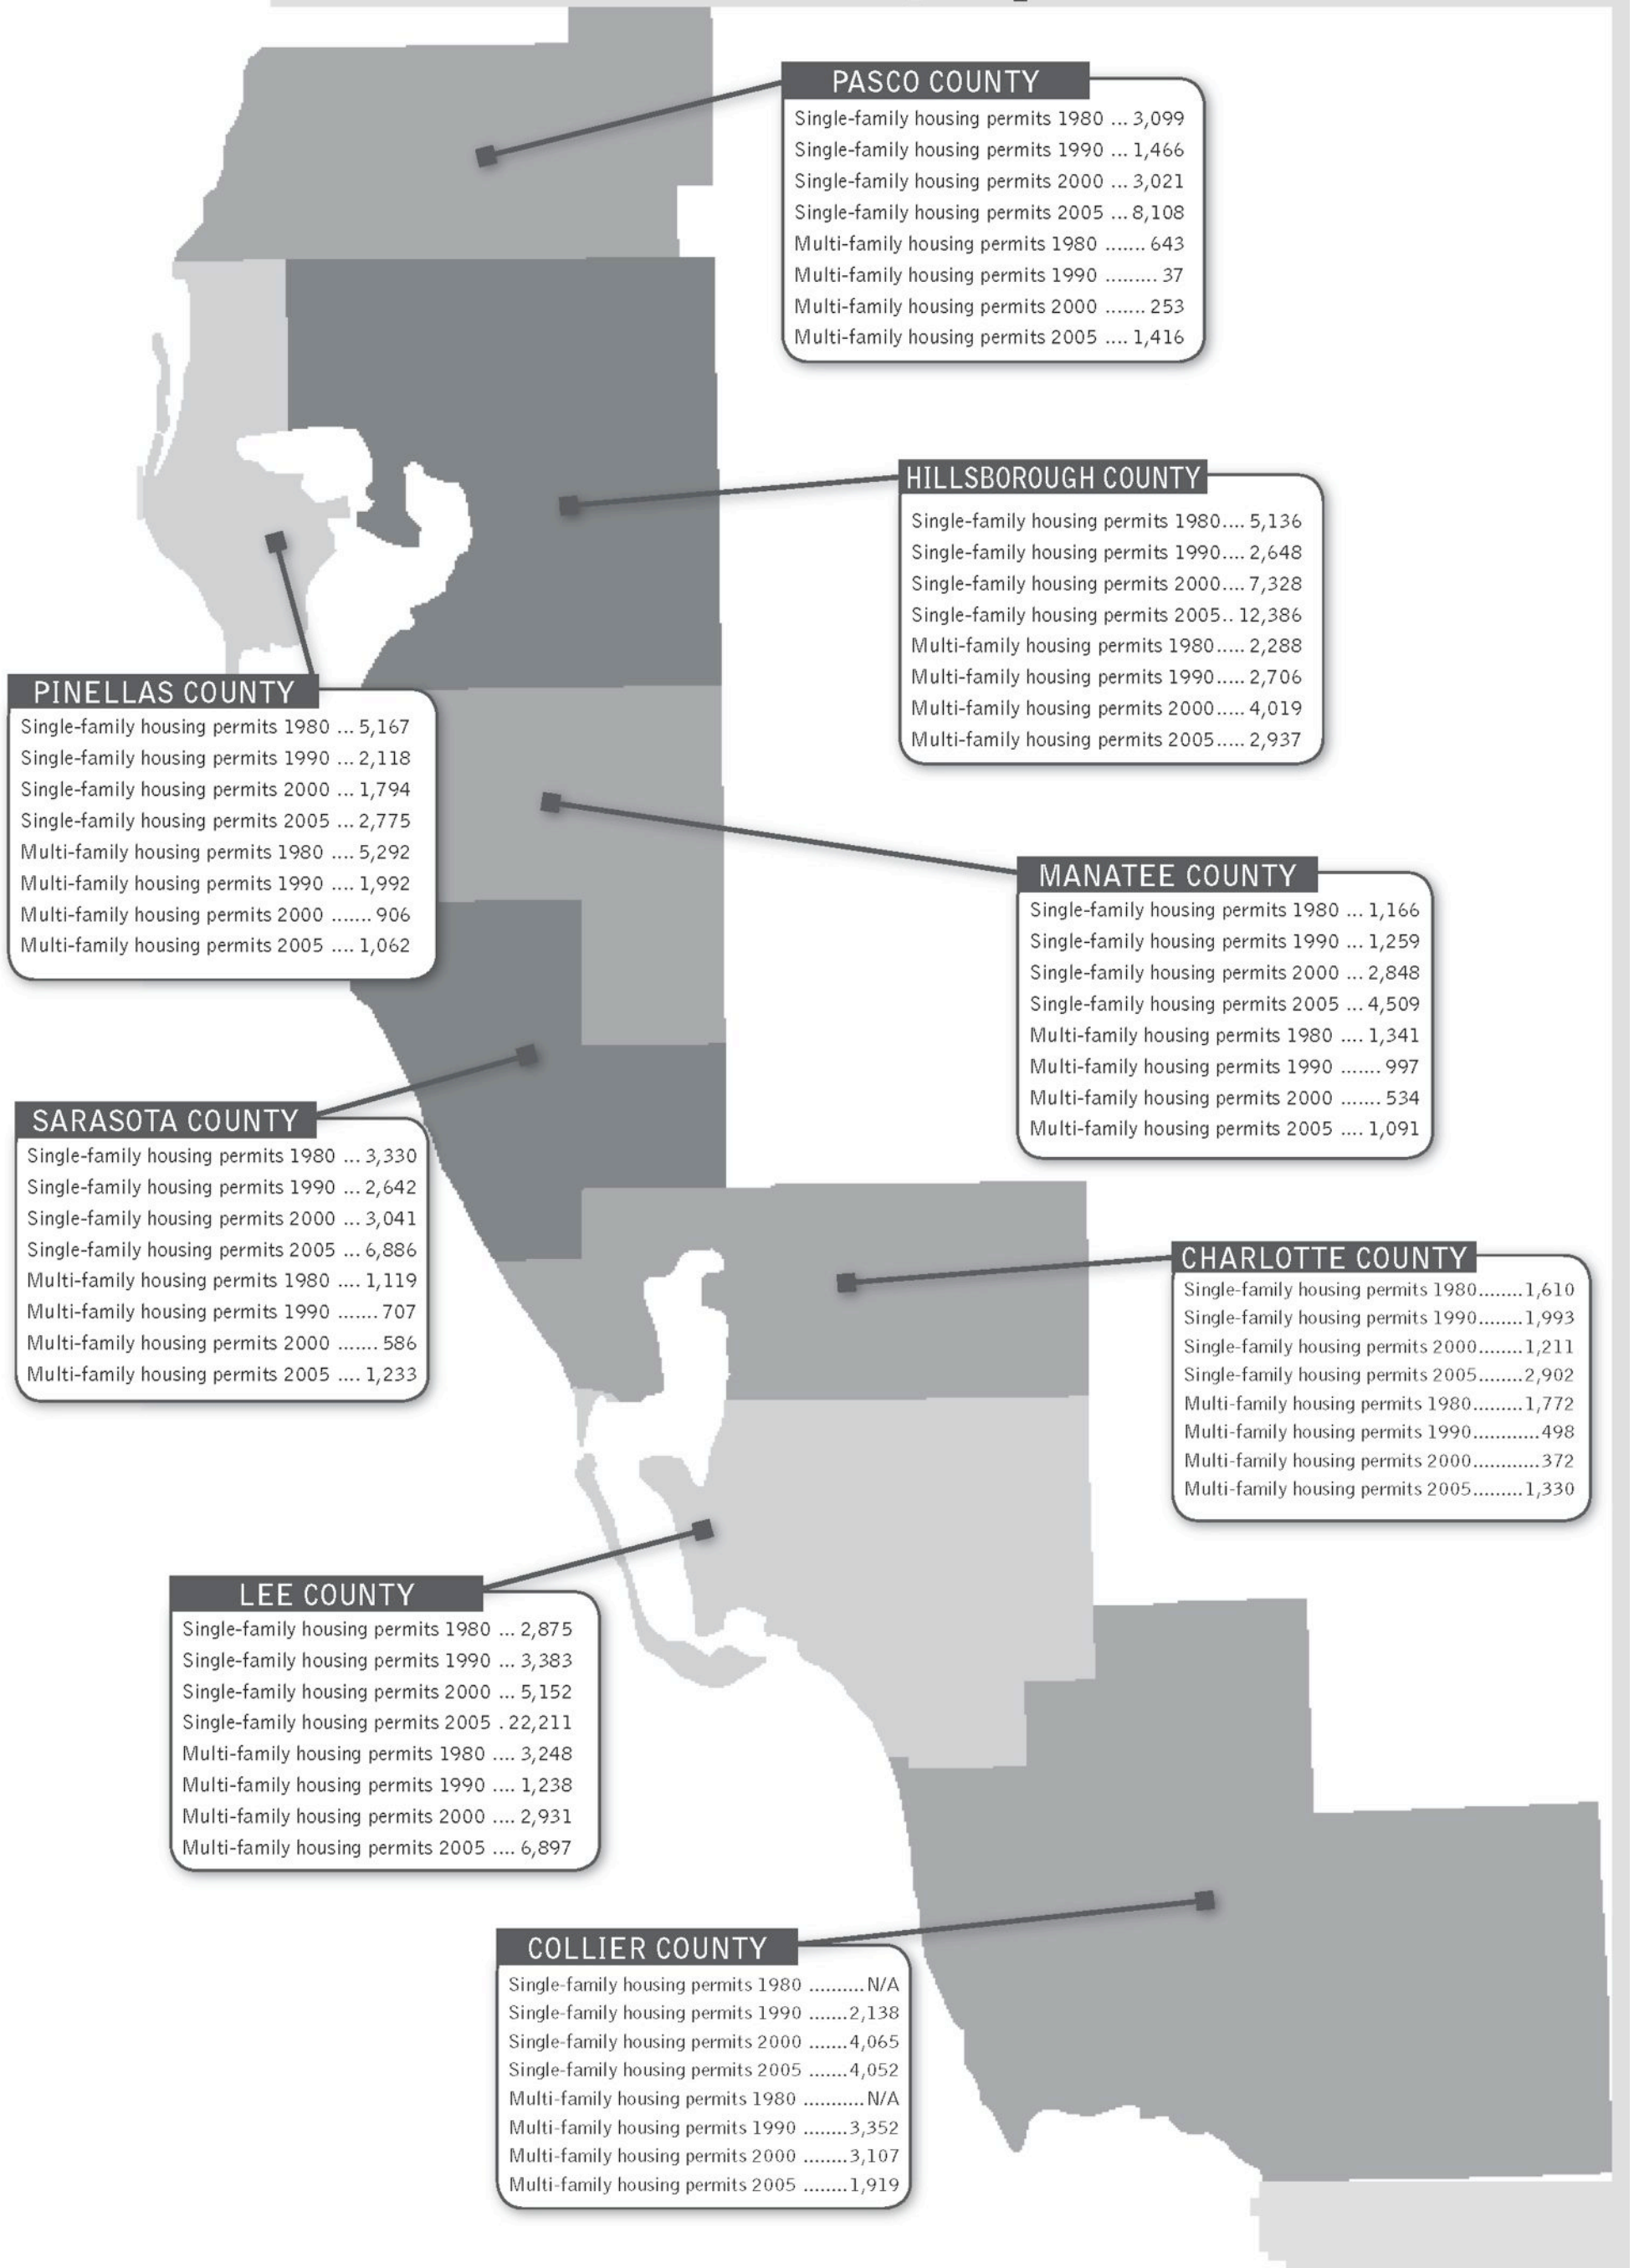 PASCO COUNTY
Single-family housing permits 1980 ... 3,099
Single-family housing permits 1990 ... 1,466
Single-family housing permits 2000 ... 3,021
Single-family housing permits 2005 ... 8,108
Multi-family housing permits 1980 ....... 643
Multi-family housing permits 1990 ......... 37
Multi-family housing permits 2000 ....... 253
Multi-family housing permits 2005 .... 1,416
HILLSBOROUGH COUNTY
Single-family housing permits 1980.... 5,136
Single-family housing permits 1990.... 2,648
Single-family housing permits 2000.... 7,328
Single-family housing permits 2005.. 12,386
Multi-family housing permits 1980..... 2,288
Multi-family housing permits 1990..... 2,706
Multi-family housing permits 2000..... 4,019
Multi-family housing permits 2005..... 2,937
PINELLAS COUNTY
Single-family housing permits 1980 ... 5,167
Single-family housing permits 1990 ... 2,118
Single-family housing permits 2000 ... 1,794
Single-family housing permits 2005 ... 2,775
Multi-family housing permits 1980 .... 5,292
Multi-family housing permits 1990 .... 1,992
Multi-family housing permits 2000 ....... 906
Multi-family housing permits 2005 .... 1,062
MANATEE COUNTY
Single-family housing permits 1980 ... 1,166
Single-family housing permits 1990 ... 1,259
Single-family housing permits 2000 ... 2,848
Single-family housing permits 2005 ... 4,509
Multi-family housing permits 1980 .... 1,341
Multi-family housing permits 1990 ....... 997
Multi-family housing permits 2000 ....... 534
Multi-family housing permits 2005 .... 1,091
SARASOTA COUNTY
Single-family housing permits 1980 ... 3,330
Single-family housing permits 1990 ... 2,642
Single-family housing permits 2000 ... 3,041
Single-family housing permits 2005 ... 6,886
Multi-family housing permits 1980 .... 1,119
Multi-family housing permits 1990 ....... 707
Multi-family housing permits 2000 ....... 586
Multi-family housing permits 2005 .... 1,233
CHARLOTTE COUNTY
Single-family housing permits 1980........1,610
Single-family housing permits 1990........1,993
Single-family housing permits 2000........1,211
Single-family housing permits 2005........2,902
Multi-family housing permits 1980.........1,772
Multi-family housing permits 1990............498
Multi-family housing permits 2000............372
Multi-family housing permits 2005.........1,330
LEE COUNTY
Single-family housing permits 1980 ... 2,875
Single-family housing permits 1990 ... 3,383
Single-family housing permits 2000 ... 5,152
Single-family housing permits 2005 . 22,211
Multi-family housing permits 1980 .... 3,248
Multi-family housing permits 1990 .... 1,238
Multi-family housing permits 2000 .... 2,931
Multi-family housing permits 2005 .... 6,897
COLLIER COUNTY
Single-family housing permits 1980 ..........N/A
Single-family housing permits 1990 .......2,138
Single-family housing permits 2000 .......4,065
Single-family housing permits 2005 .......4,052
Multi-family housing permits 1980 ...........N/A
Multi-family housing permits 1990 ........3,352
Multi-family housing permits 2000 ........3,107
Multi-family housing permits 2005 ........1,919